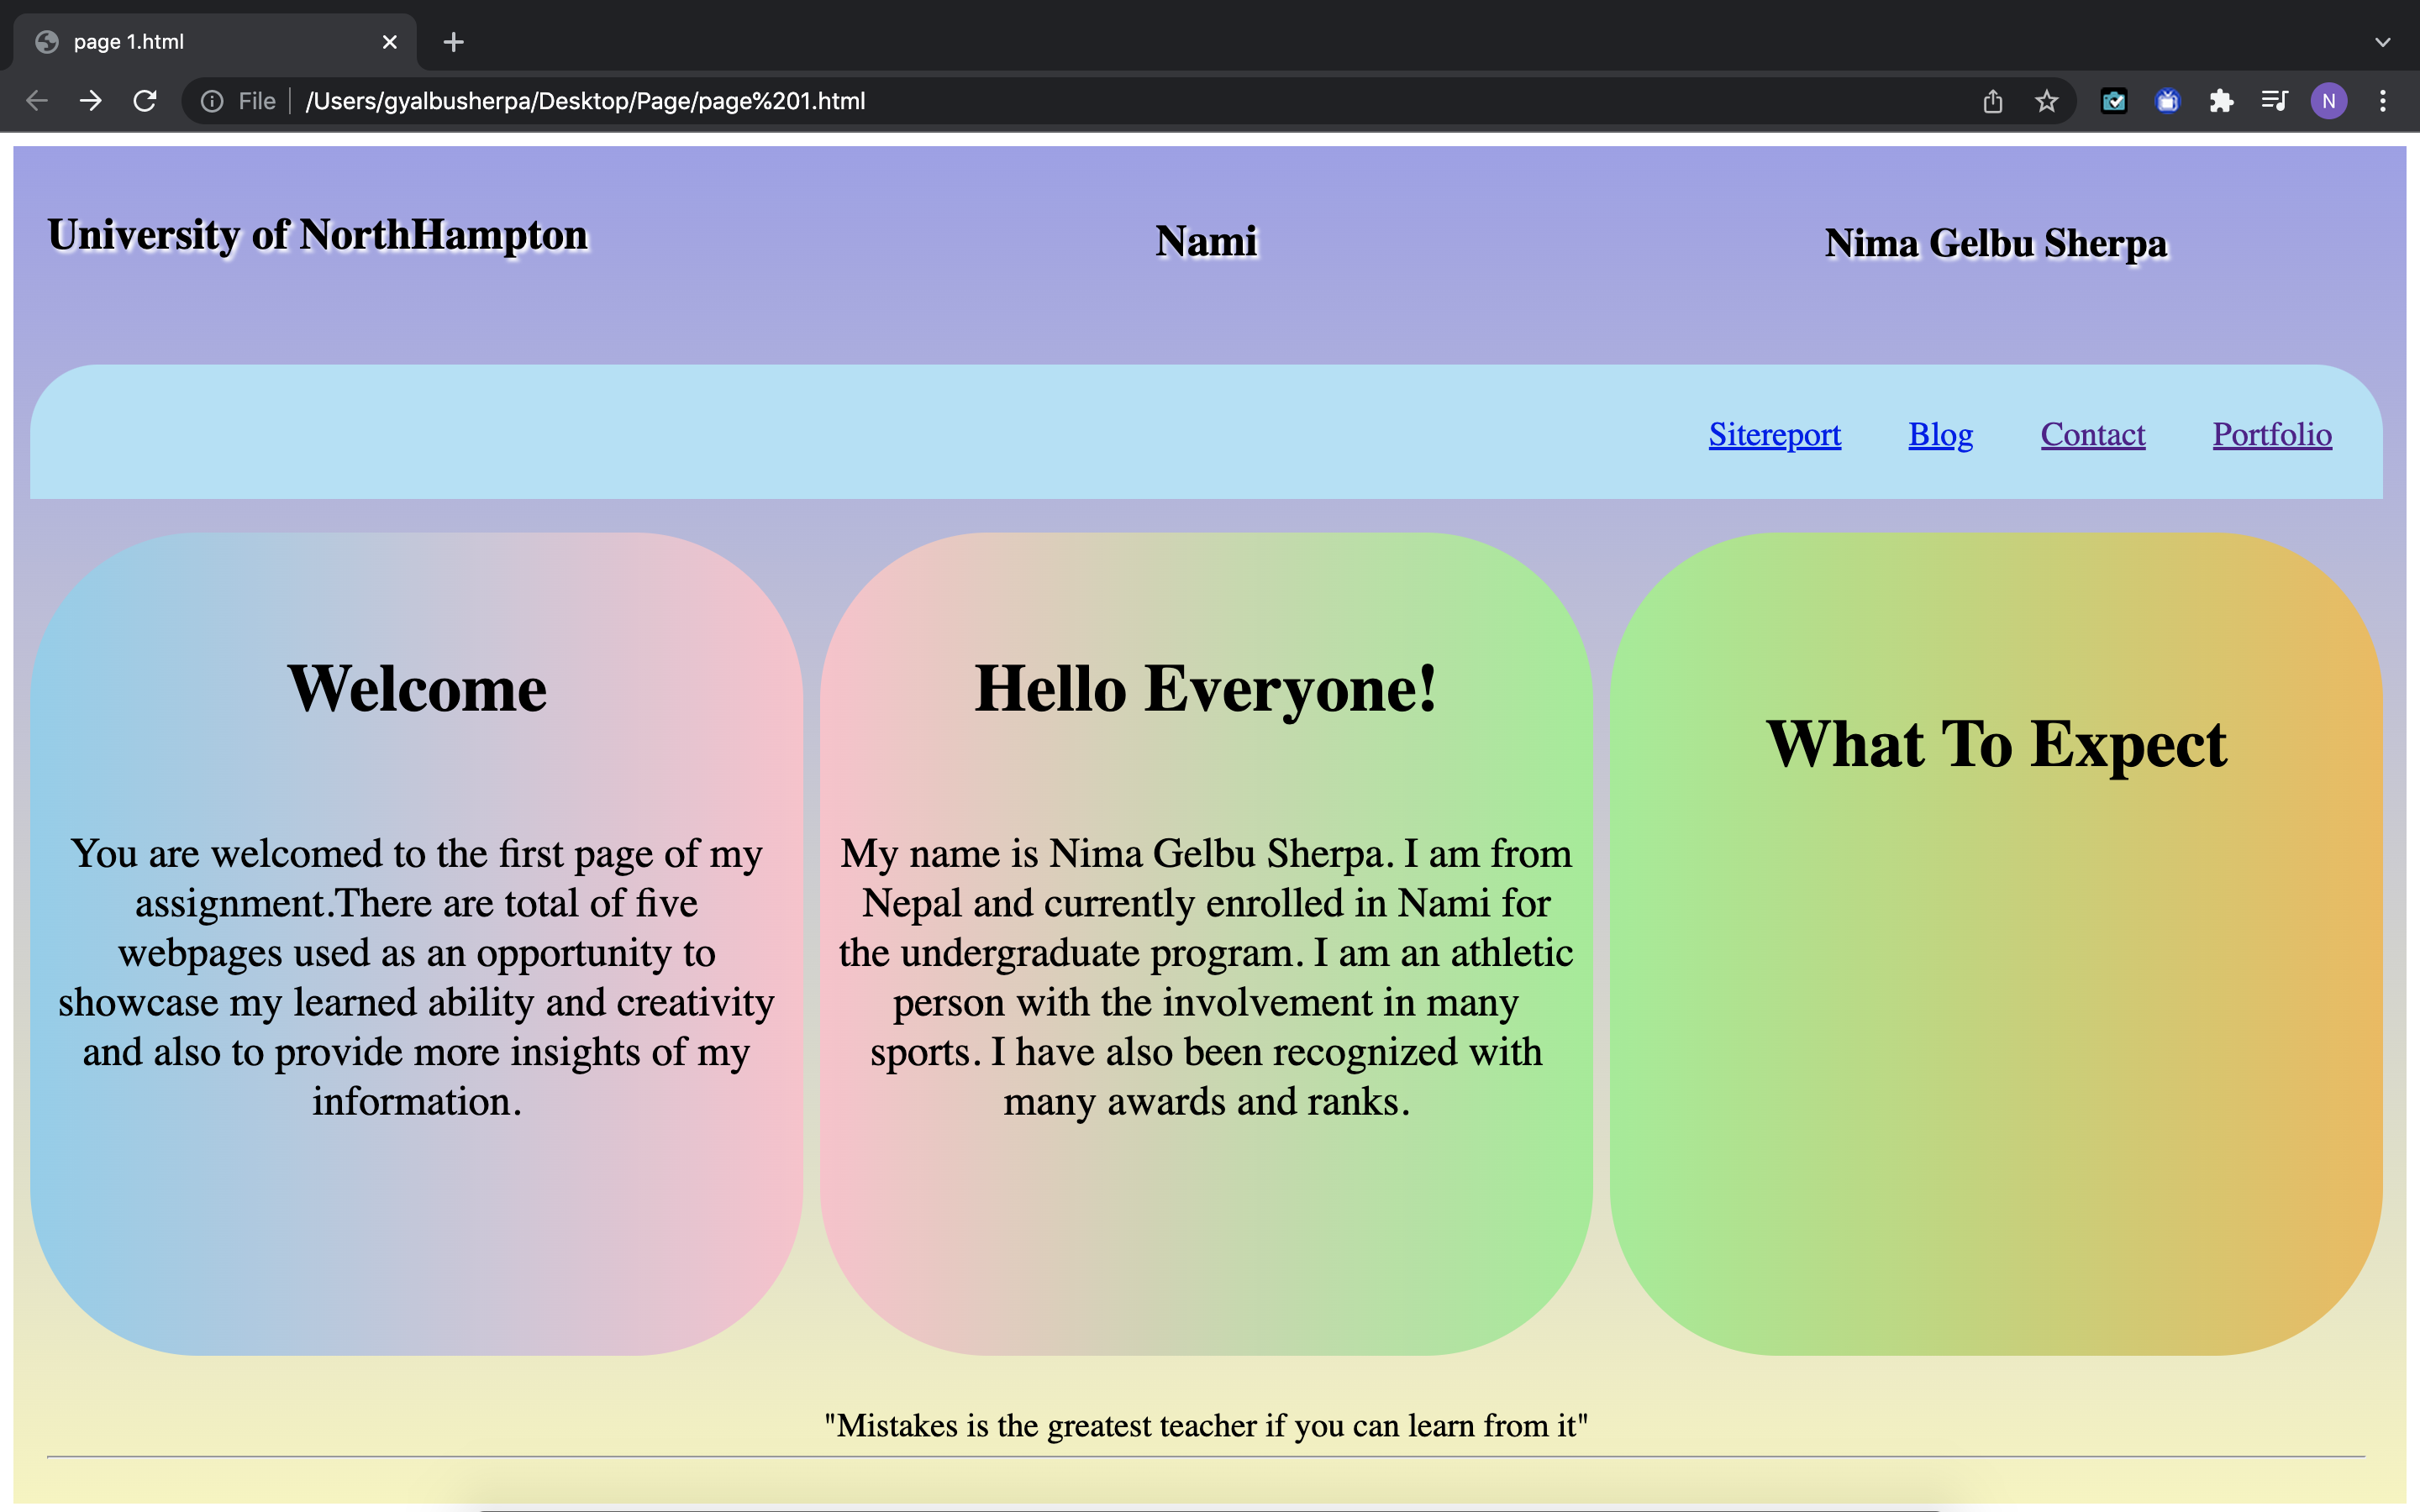 page 1.html
File
/Users/gyalbusherpa/Desktop/Page/page%201.html
N
University of NorthHampton
Nami
Nima Gelbu Sherpa
Sitereport
Blog
Contact
Portfolio
Welcome
You are welcomed to the first page of my
assignment.There are total of five
webpages used as an opportunity to
showcase my learned ability and creativity
and also to provide more insights of my
information.
Hello Everyone!
My name is Nima Gelbu Sherpa. I am from
Nepal and currently enrolled in Nami for
the undergraduate program. I am an athletic
person with the involvement in many
sports. I have also been recognized with
many awards and ranks.
What To Expect
"Mistakes is the greatest teacher if you can learn from it"